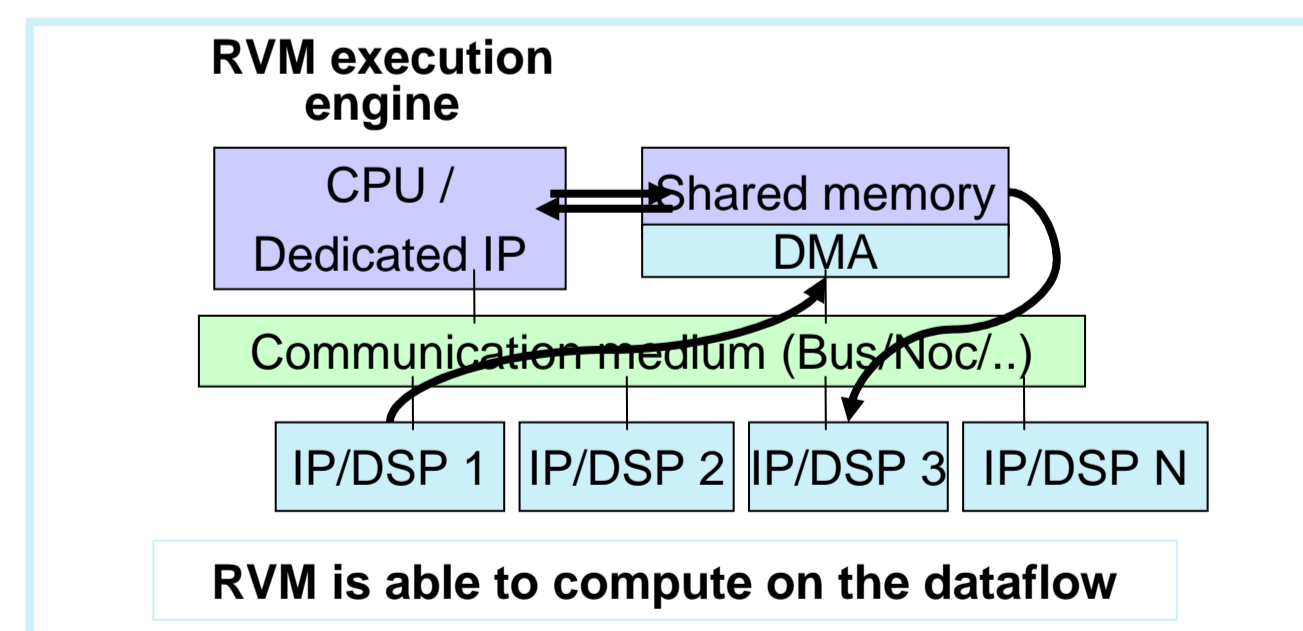 RVM execution
engine
CPU /
Dedicated IP
Shared memory
DMA
Communication medium (Bus/Noc/..)
IP/DSP 1
IP/DSP 2
IP/DSP 3
IP/DSP N
RVM is able to compute on the dataflow